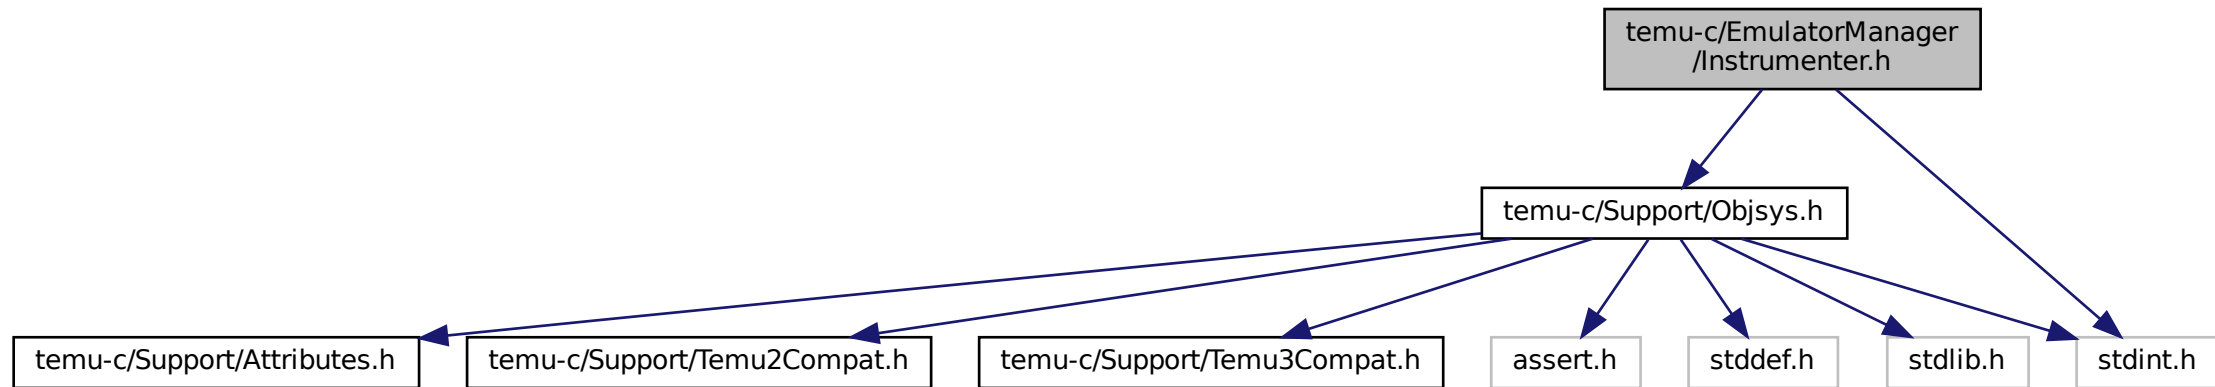 temu-c/EmulatorManager
/Instrumenter.h
temu-c/Support/Objsys.h
temu-c/Support/Attributes.h
temu-c/Support/Temu2Compat.h
temu-c/Support/Temu3Compat.h
assert.h
stddef.h
stdlib.h
stdint.h